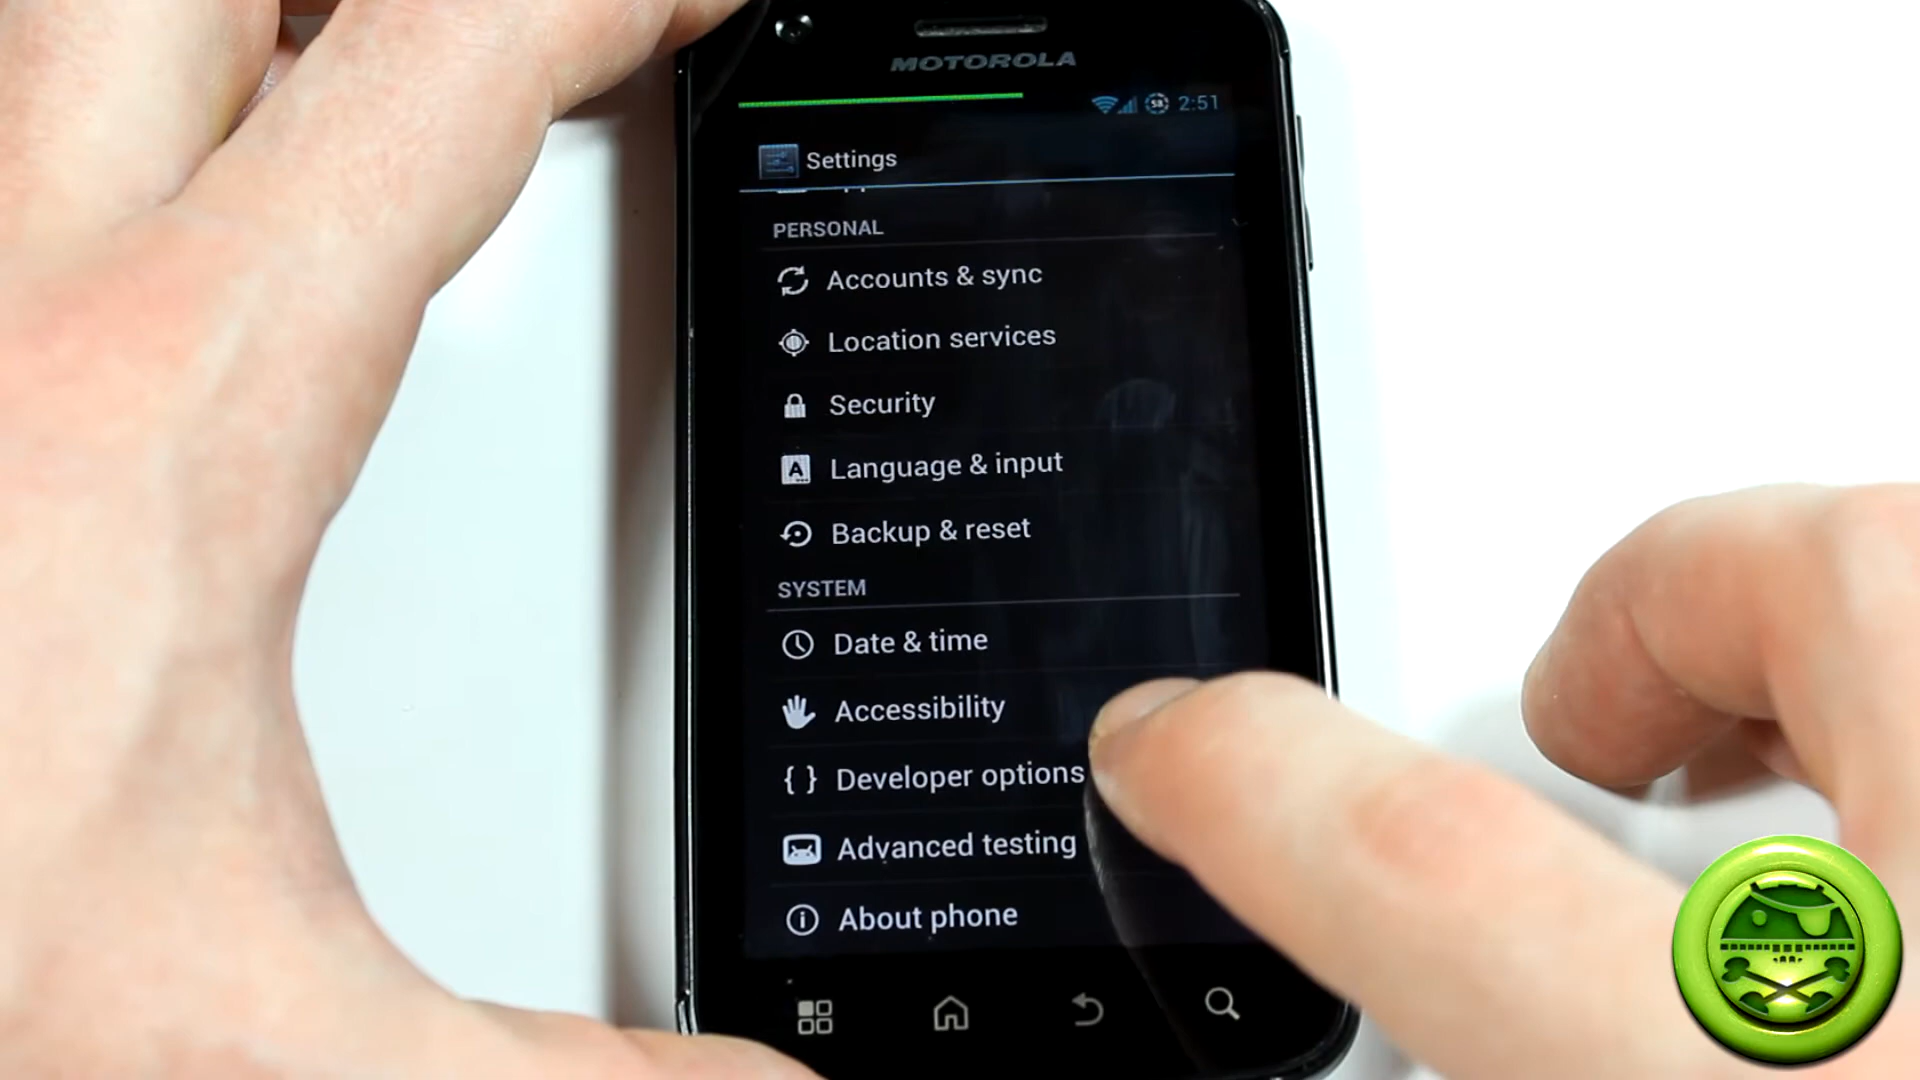 MOTOROLA
58 2:51
Settings
PERSONAL
Accounts & sync
Location services
Security
Language & input
Backup & reset
SYSTEM
Date & time
Accessibility
Developer options
Advanced testing
About phone